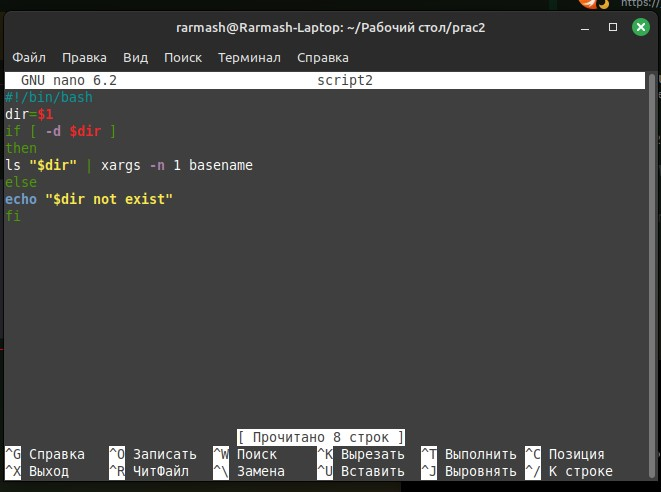 https://
rarmash@Rarmash-Laptop: ~/Рабочий стол/prac2
Файл Правка Вид Поиск Терминал Справка
GNU nano 6.2 script2
#!/bin/bash
dir=$1
if [ -d $dir ]
then
ls "$dir" | xargs -n 1 basename
else
echo "$dir not exist"
fi
[ Прочитано 8 строк ]
^G Справка ^O Записать ^W Поиск ^K Вырезать ^T Выполнить ^C Позиция
^X Выход ^R ЧитФайл ^\ Замена ^U Вставить ^J Выровнять ^/ К строке